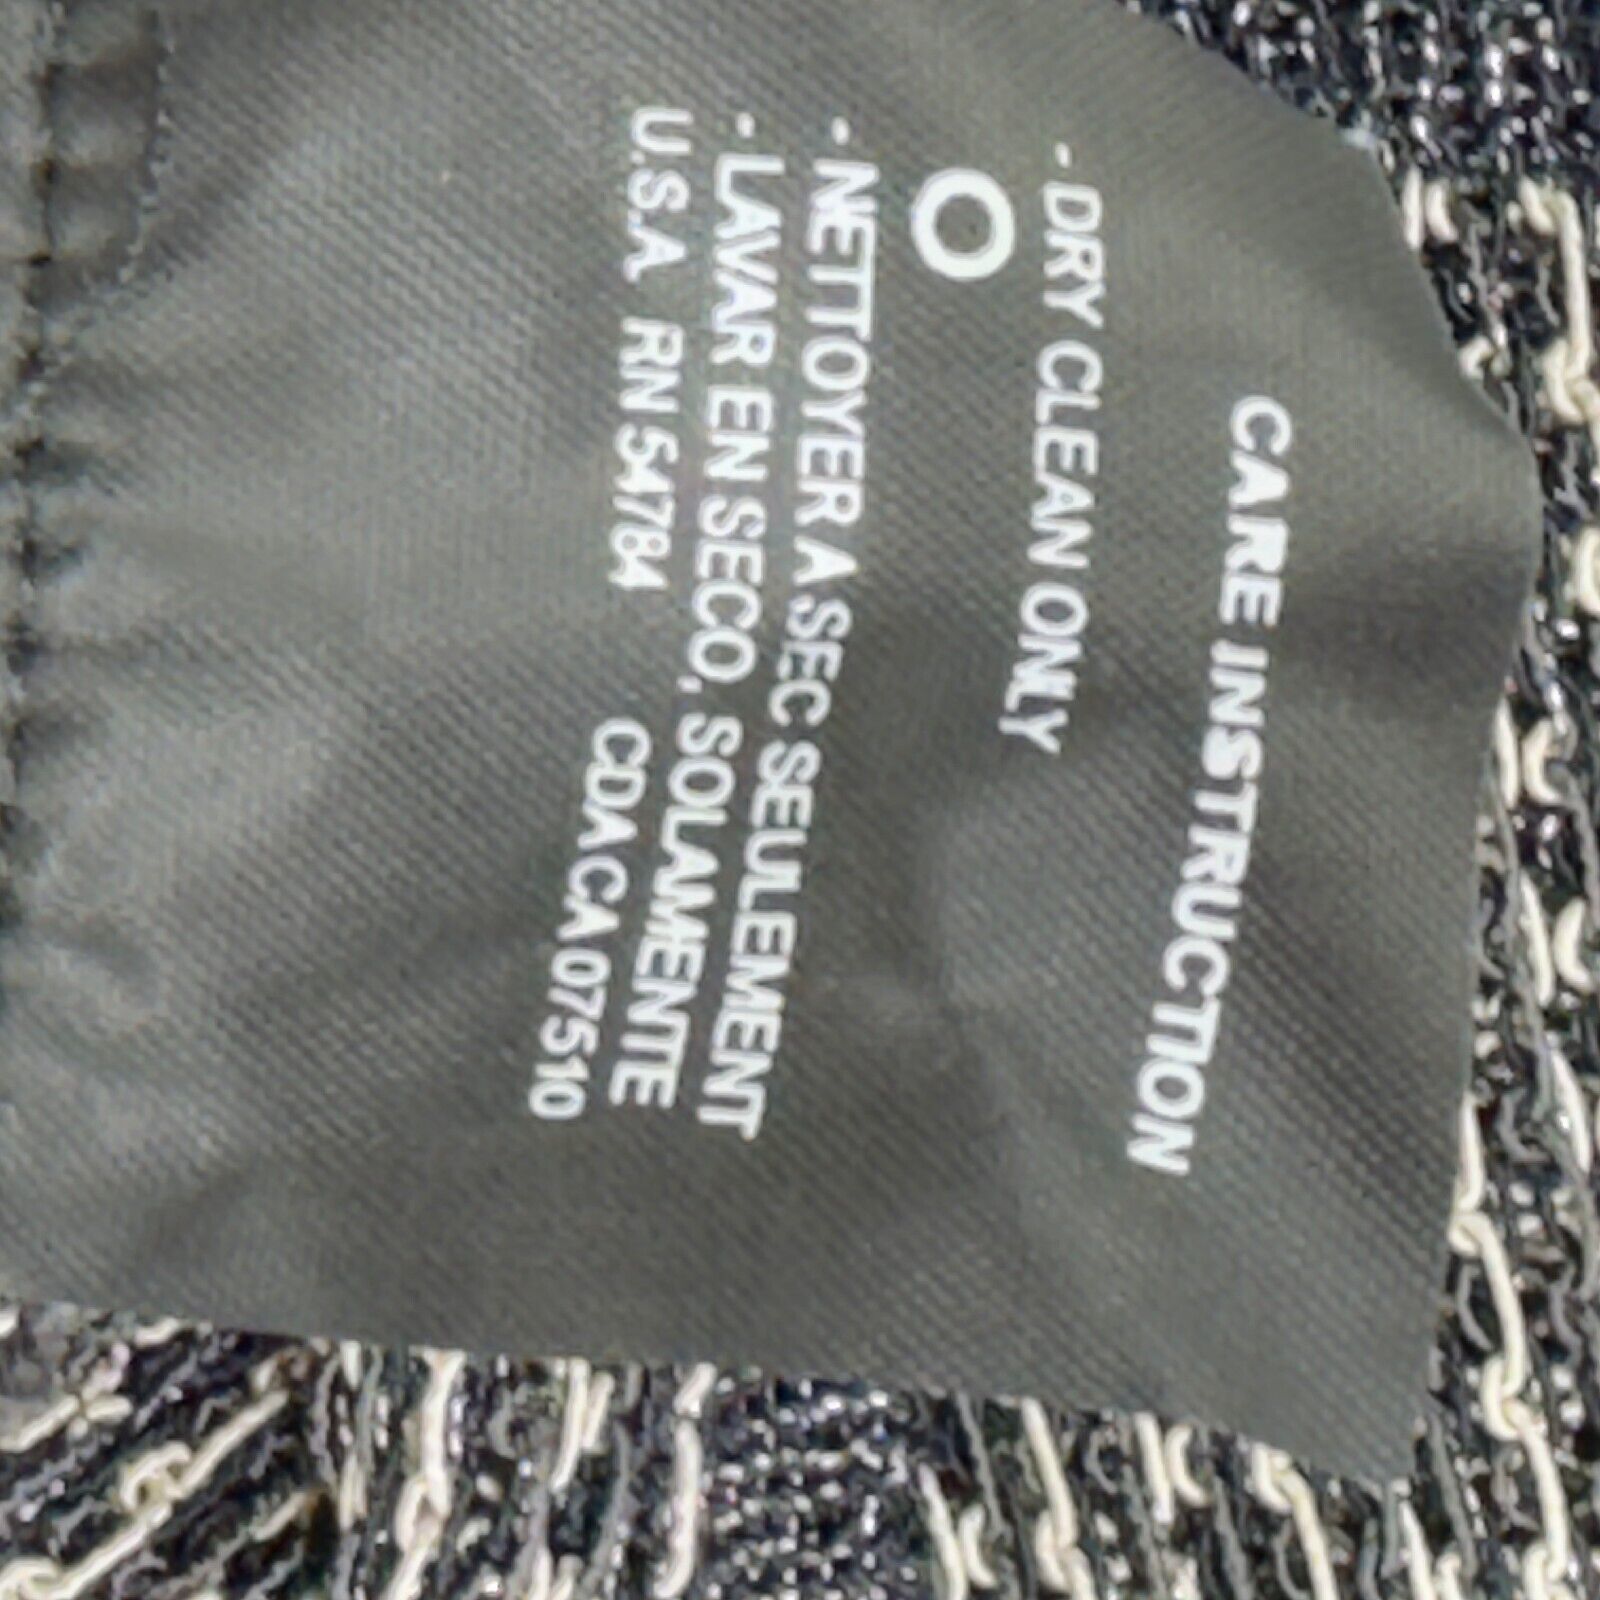 CARE INSTRUCTION
- DRY CLEAN ONLY
- NETTOYER A SEC SEULEMENT
- LAVAR EN SECO, SOLAMENTE
U.S.A RN 54784 CDA CA 07510